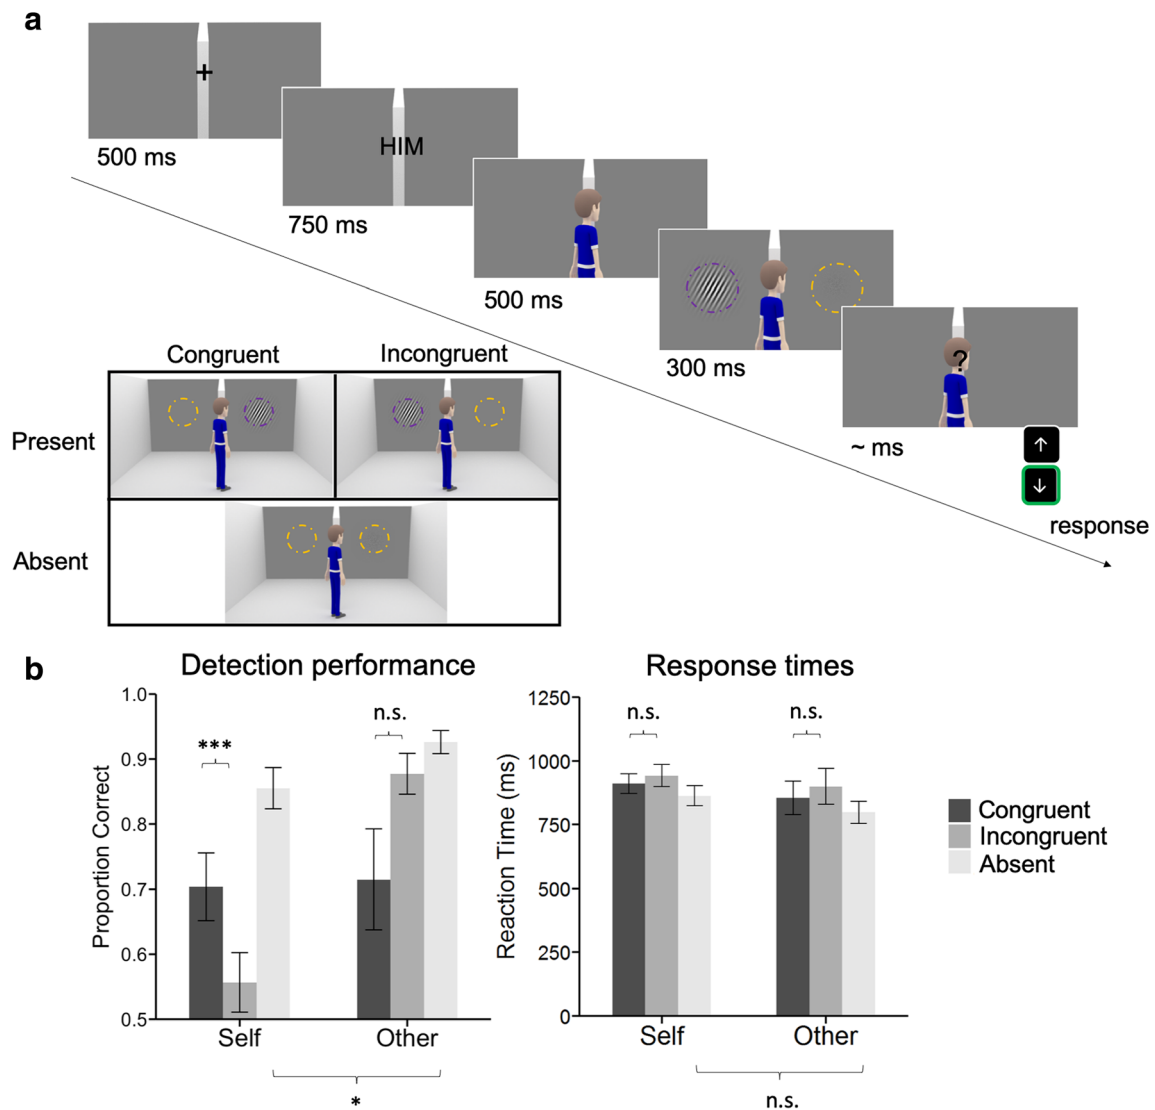 a
+
500 ms
HIM
750 ms
500 ms
300 ms
?
~ ms
↑
↓
response
Congruent Incongruent
Present
Absent
b
Detection performance
Proportion Correct
1.0
0.9
0.8
0.7
0.6
0.5
***
n.s.
Self Other
*
Response times
Reaction Time (ms)
1250
1000
750
500
250
0
n.s. n.s.
Self Other
n.s.
Congruent
Incongruent
Absent